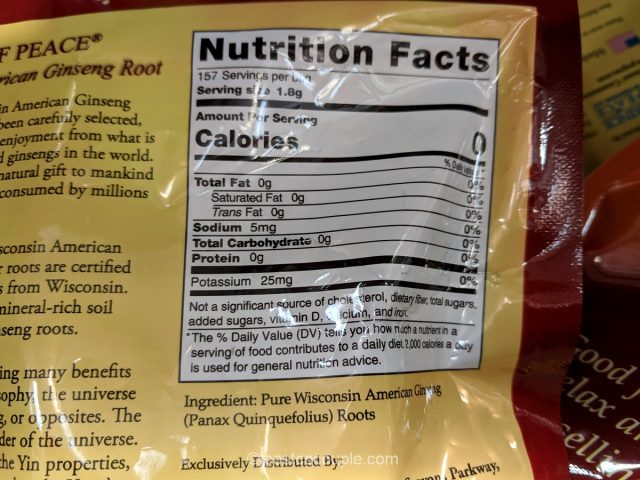 F PEACE®
rican Ginseng Root
in American Ginseng
been carefully selected,
enjoyment from what is
d ginsengs in the world.
natural gift to mankind
consumed by millions
sconsin American
r roots are certified
s from Wisconsin.
mineral-rich soil
nseng roots.
ing many benefits
sophy, the universe
g, or opposites. The
der of the universe.
the Yin properties,
Nutrition Facts
157 Servings per
Serving size 1.8g
Amount Per Serving
Calories 0
% Daily
Total Fat 0g 0%
Saturated Fat 0g 0%
Trans Fat 0g 0%
Sodium 5mg 0%
Total Carbohydrate 0g 0%
Protein 0g 0%
Potassium 25mg 0%
Not a significant source of cholesterol, dietary fiber, total sugars,
added sugars, vitamin D, calcium, and iron.
*The % Daily Value (DV) tells you how much a nutrient in a
serving of food contributes to a daily diet. 2,000 calories a day
is used for general nutrition advice.
Ingredient: Pure Wisconsin American Ginseng
(Panax Quinquefolius) Roots
Exclusively Distributed By:
Parkway,
Good
elax a